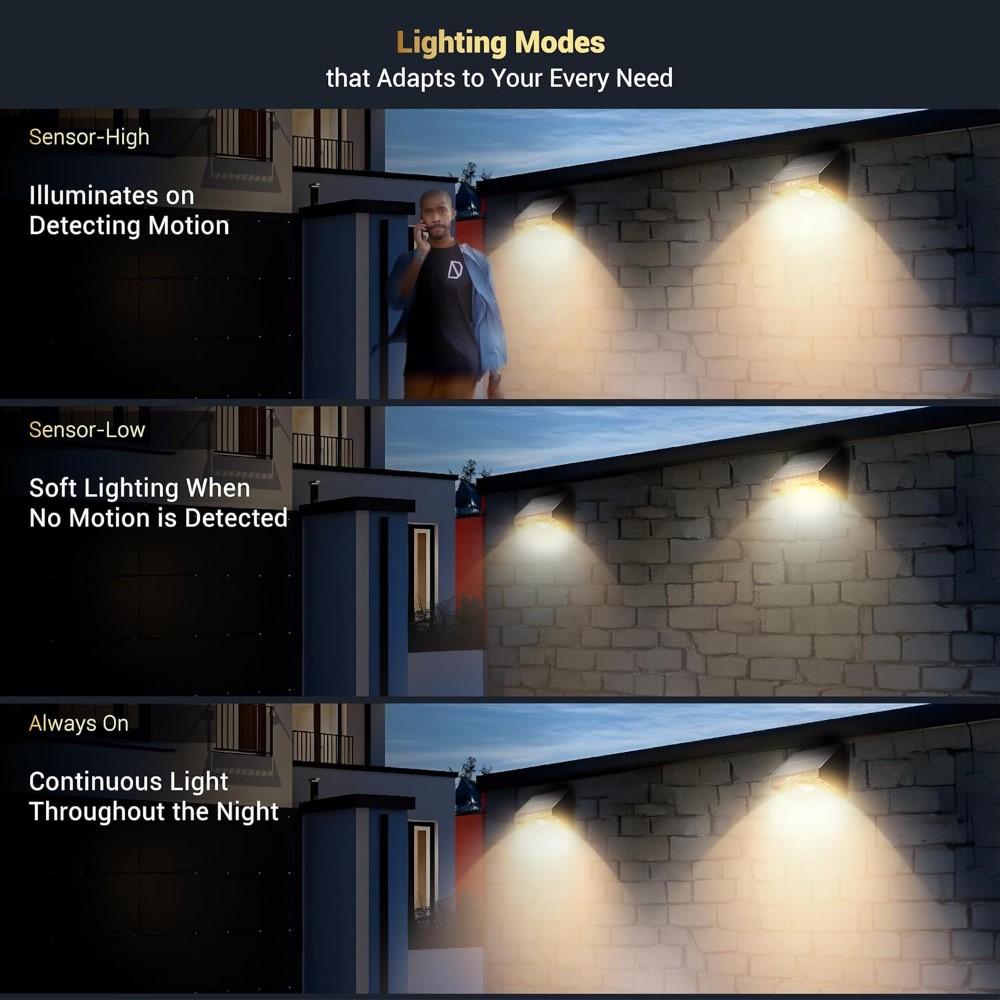 Lighting Modes
that Adapts to Your Every Need
Sensor-High
Illuminates on
Detecting Motion
Sensor-Low
Soft Lighting When
No Motion is Detected
Always On
Continuous Light
Throughout the Night